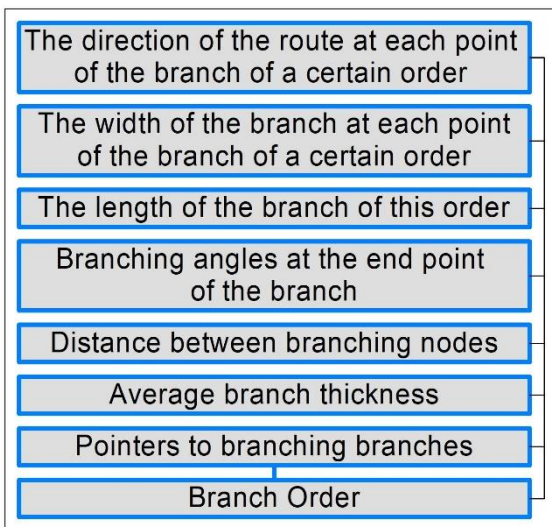 The direction of the route at each point
of the branch of a certain order
The width of the branch at each point
of the branch of a certain order
The length of the branch of this order
Branching angles at the end point
of the branch
Distance between branching nodes
Average branch thickness
Pointers to branching branches
Branch Order